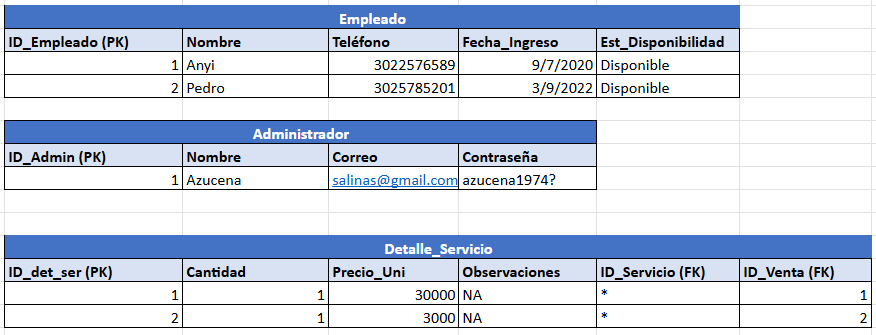 Empleado
ID_Empleado (PK) Nombre Teléfono Fecha_Ingreso Est_Disponibilidad
1 Anyi 3022576589 9/7/2020 Disponible
2 Pedro 3025785201 3/9/2022 Disponible
Administrador
ID_Admin (PK) Nombre Correo Contraseña
1 Azucena salinas@gmail.com azucena1974?
Detalle_Servicio
ID_det_ser (PK) Cantidad Precio_Uni Observaciones ID_Servicio (FK) ID_Venta (FK)
1 1 30000 NA * 1
2 1 3000 NA * 2